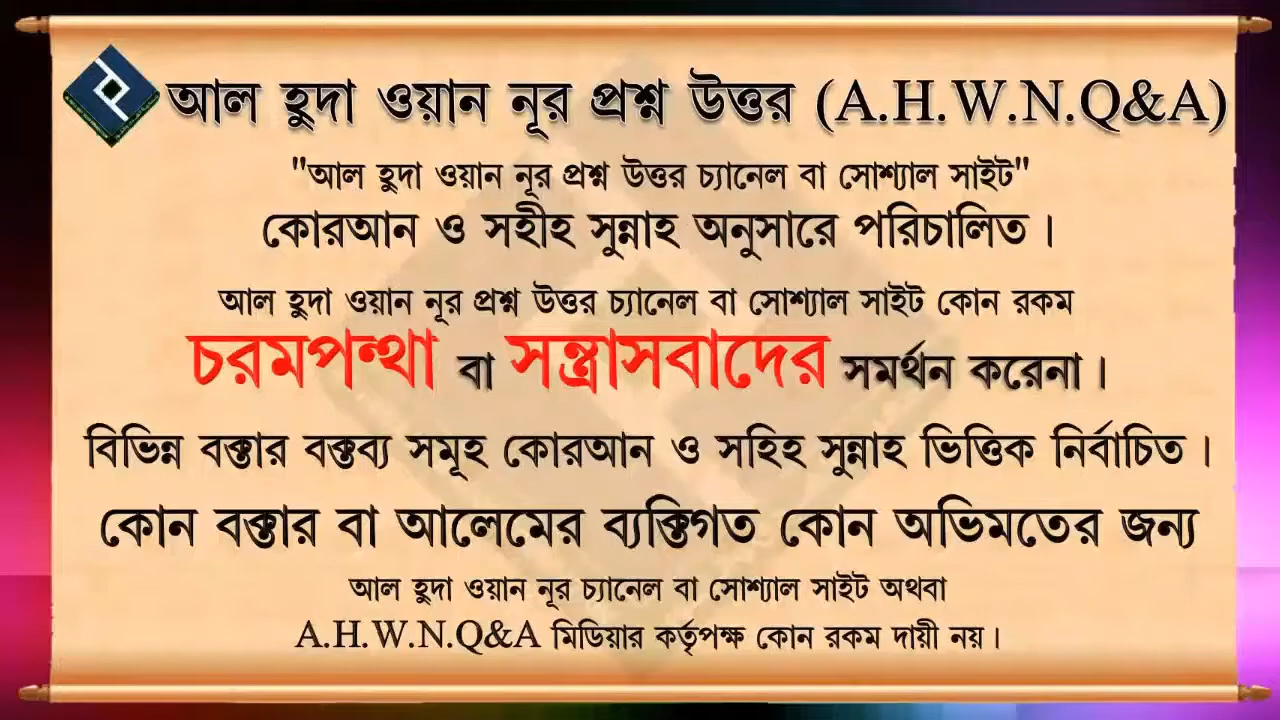 আল হুদা ওয়ান নূর প্রশ্ন উত্তর (A.H.W.N.Q&A)
"আল হুদা ওয়ান নূর প্রশ্ন উত্তর চ্যানেল বা সোশ্যাল সাইট"
কোরআন ও সহীহ সুন্নাহ অনুসারে পরিচালিত।
আল হুদা ওয়ান নূর প্রশ্ন উত্তর চ্যানেল বা সোশ্যাল সাইট কোন রকম
চরমপন্থা বা সন্ত্রাসবাদের সমর্থন করেনা।
বিভিন্ন বক্তার বক্তব্য সমূহ কোরআন ও সহিহ সুন্নাহ ভিত্তিক নির্বাচিত।
কোন বক্তার বা আলেমের ব্যক্তিগত কোন অভিমতের জন্য
আল হুদা ওয়ান নূর চ্যানেল বা সোশ্যাল সাইট অথবা
A.H.W.N.Q&A মিডিয়ার কর্তৃপক্ষ কোন রকম দায়ী নয়।